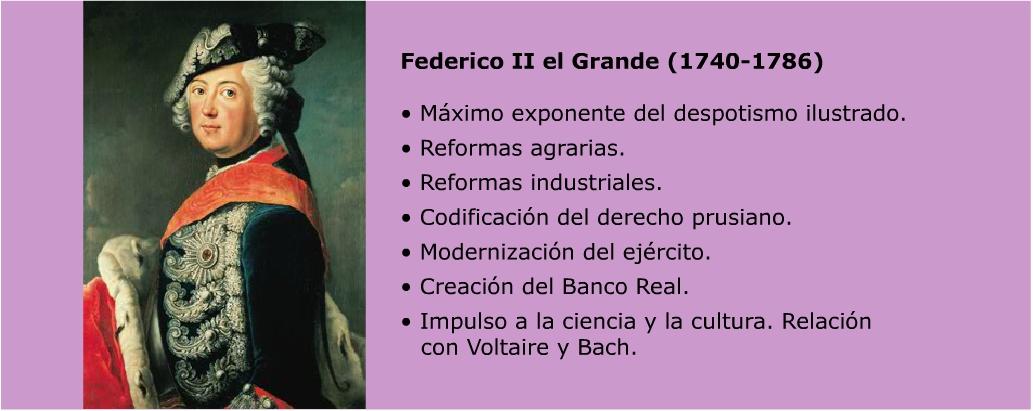 Federico II el Grande (1740-1786)
• Máximo exponente del despotismo ilustrado.
• Reformas agrarias.
• Reformas industriales.
• Codificación del derecho prusiano.
• Modernización del ejército.
• Creación del Banco Real.
• Impulso a la ciencia y la cultura. Relación
con Voltaire y Bach.